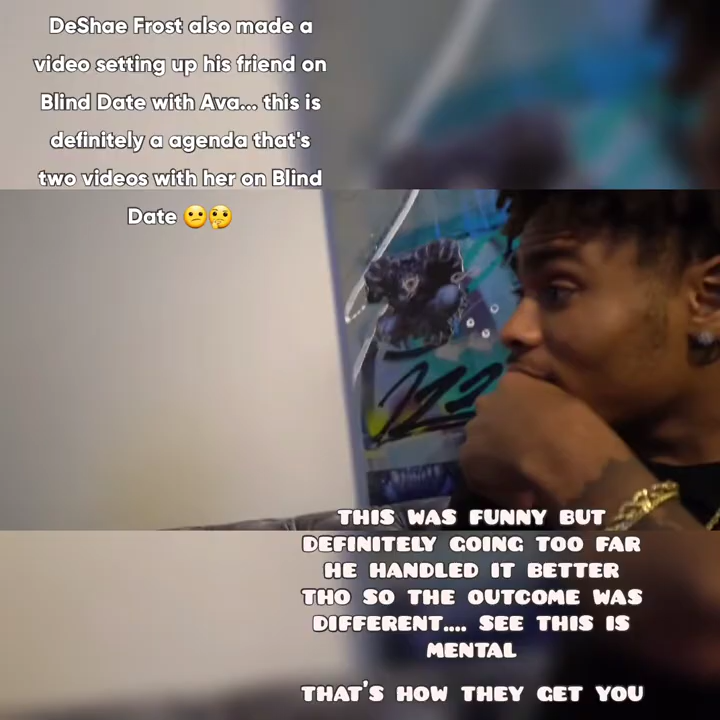 DeShae Frost also made a
video setting up his friend on
Blind Date with Ava... this is
definitely a agenda that's
two videos with her on Blind
Date 😕🤔
THIS WAS FUNNY BUT
DEFINITELY GOING TOO FAR
HE HANDLED IT BETTER
THO SO THE OUTCOME WAS
DIFFERENT.... SEE THIS IS
MENTAL
THAT'S HOW THEY GET YOU